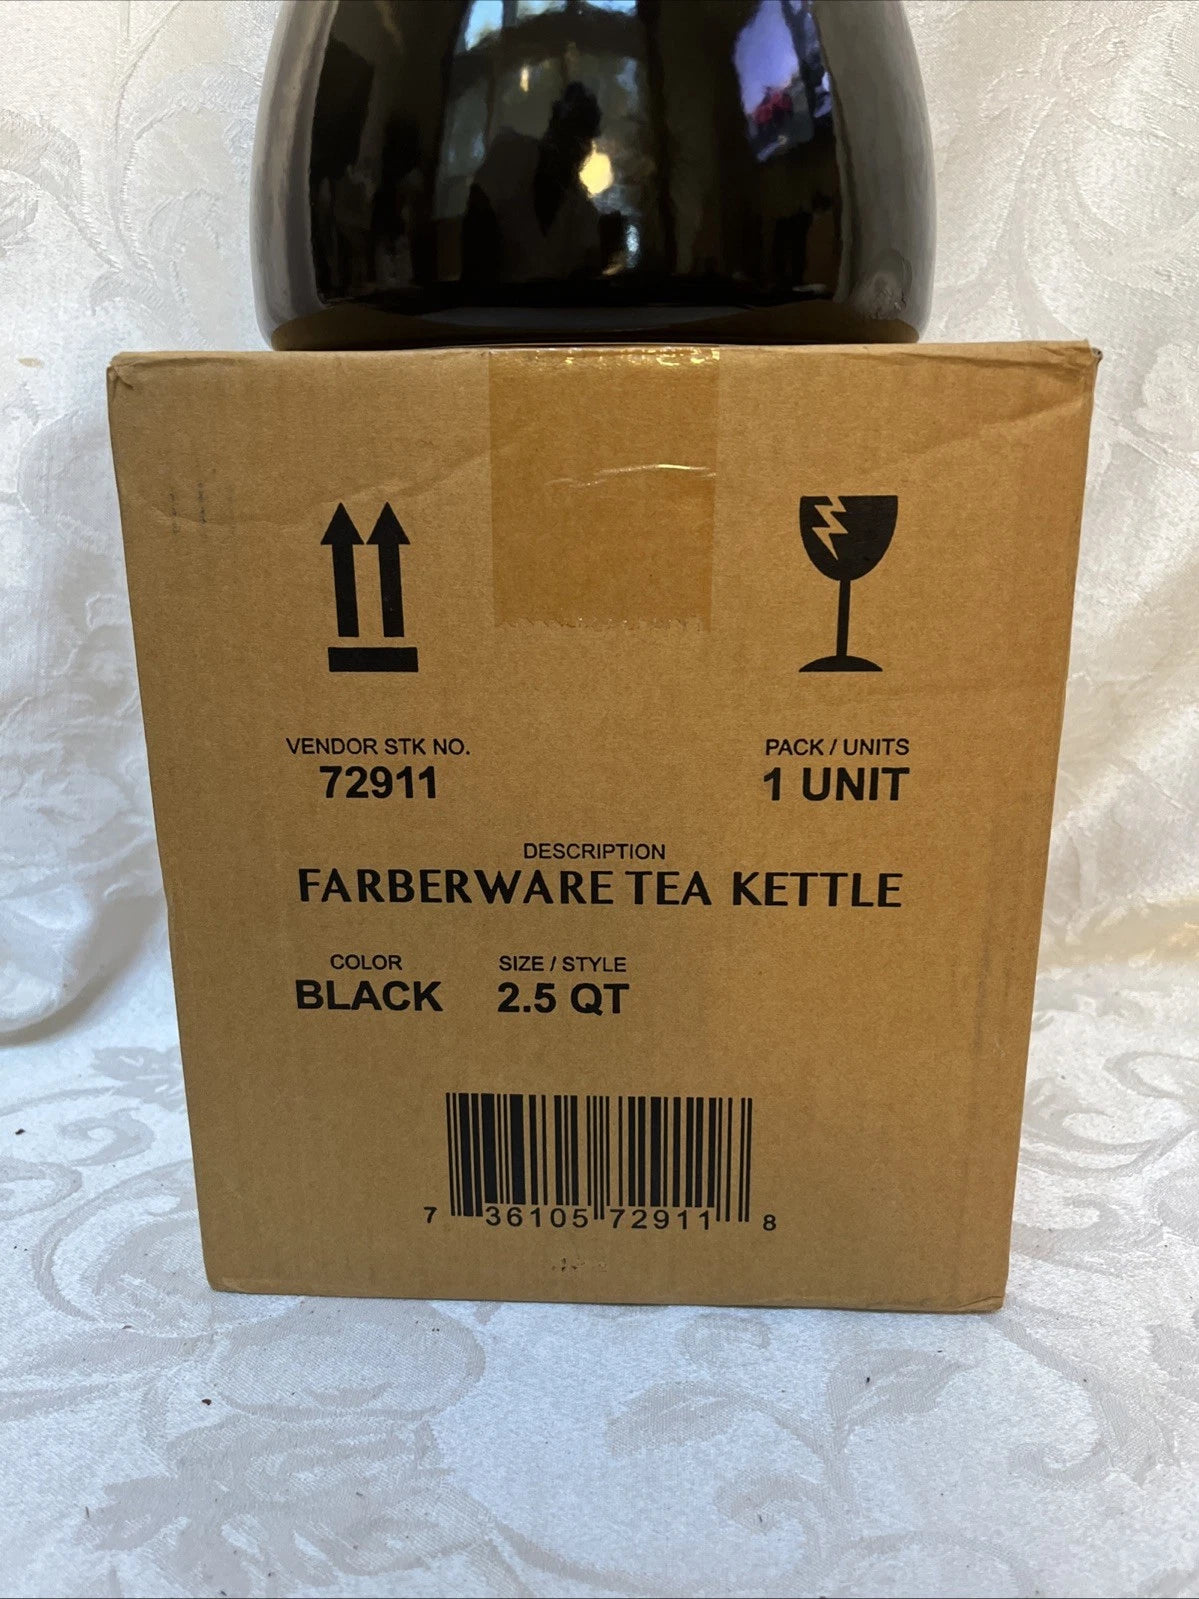 VENDOR STK NO.
72911
PACK / UNITS
1 UNIT
DESCRIPTION
FARBERWARE TEA KETTLE
COLOR
BLACK
SIZE / STYLE
2.5 QT
7 36105 72911 8